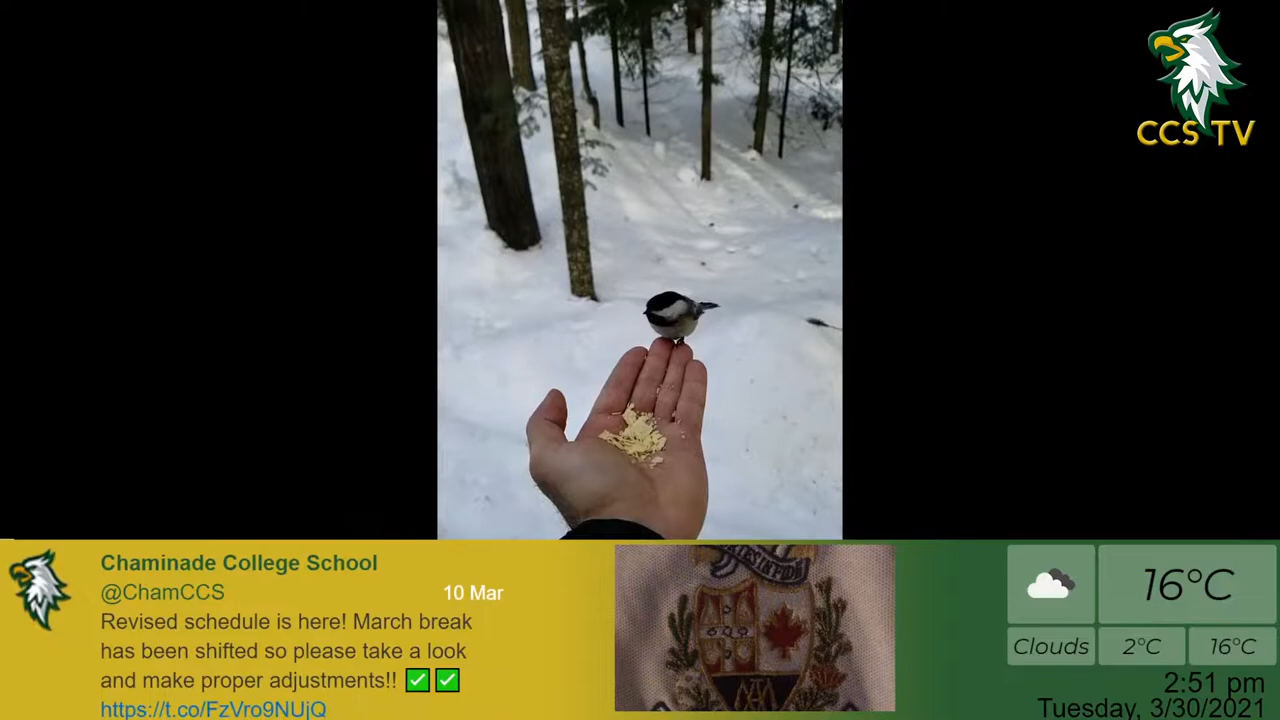 CCS TV
Chaminade College School
@ChamCCS
10 Mar
Revised schedule is here! March break
has been shifted so please take a look
and make proper adjustments!! ✅✅
https://t.co/FzVro9NUjQ
16°C
Clouds
2°C
16°C
2:51 pm
Tuesday, 3/30/2021